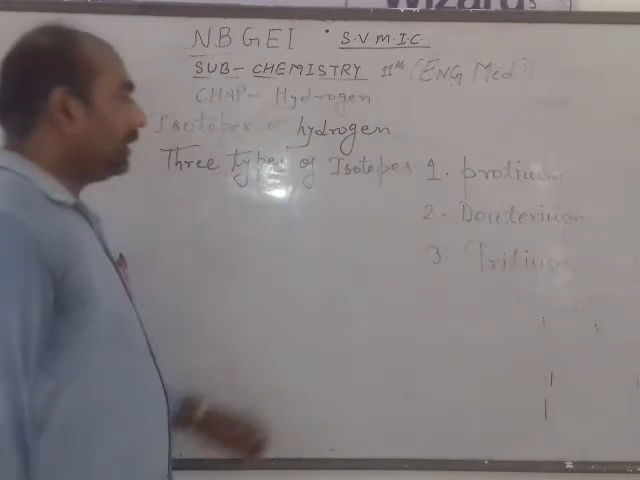 Wizards
NBGEI • S.V.M.I.C.
SUB- CHEMISTRY 11th (ENG Med.)
CHAP- Hydrogen.
Isotopes o hydrogen
Three types of Isotopes 1. protium
2. Deuterium
3. Tritium